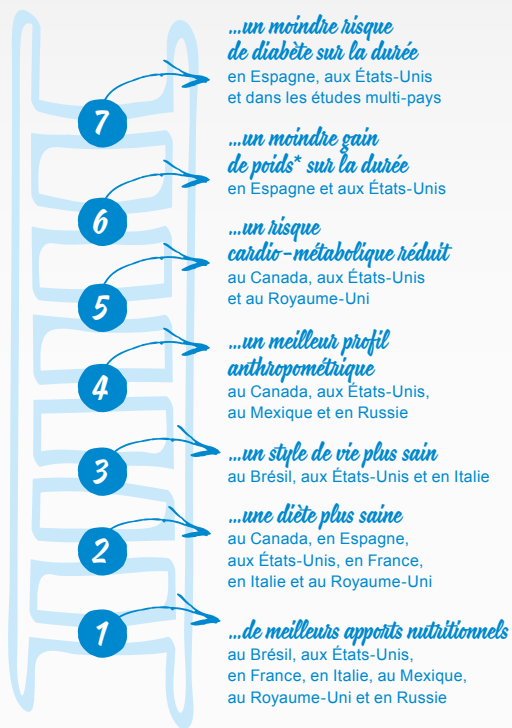 ...un moindre risque
de diabète sur la durée
en Espagne, aux États-Unis
et dans les études multi-pays
7
...un moindre gain
de poids* sur la durée
en Espagne et aux États-Unis
6
...un risque
cardio-métabolique réduit
au Canada, aux États-Unis
et au Royaume-Uni
5
...un meilleur profil
anthropométrique
au Canada, aux États-Unis,
au Mexique et en Russie
4
...un style de vie plus sain
au Brésil, aux États-Unis et en Italie
3
...une diète plus saine
au Canada, en Espagne,
aux États-Unis, en France,
en Italie et au Royaume-Uni
2
...de meilleurs apports nutritionnels
au Brésil, aux États-Unis,
en France, en Italie, au Mexique,
au Royaume-Uni et en Russie
1